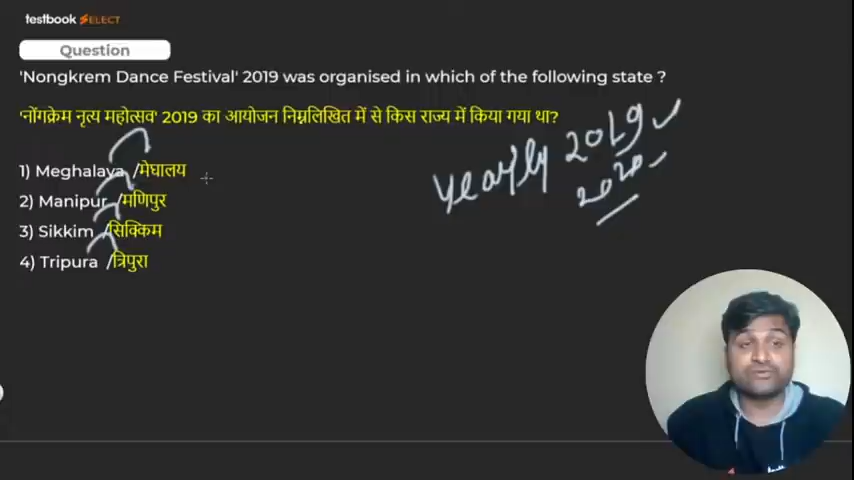 testbook SELECT
Question
'Nongkrem Dance Festival' 2019 was organised in which of the following state ?
'नोंगक्रेम नृत्य महोत्सव' 2019 का आयोजन निम्नलिखित में से किस राज्य में किया गया था?
1) Meghalaya /मेघालय
2) Manipur /मणिपुर
3) Sikkim /सिक्किम
4) Tripura /त्रिपुरा
Yearly 2019
2020